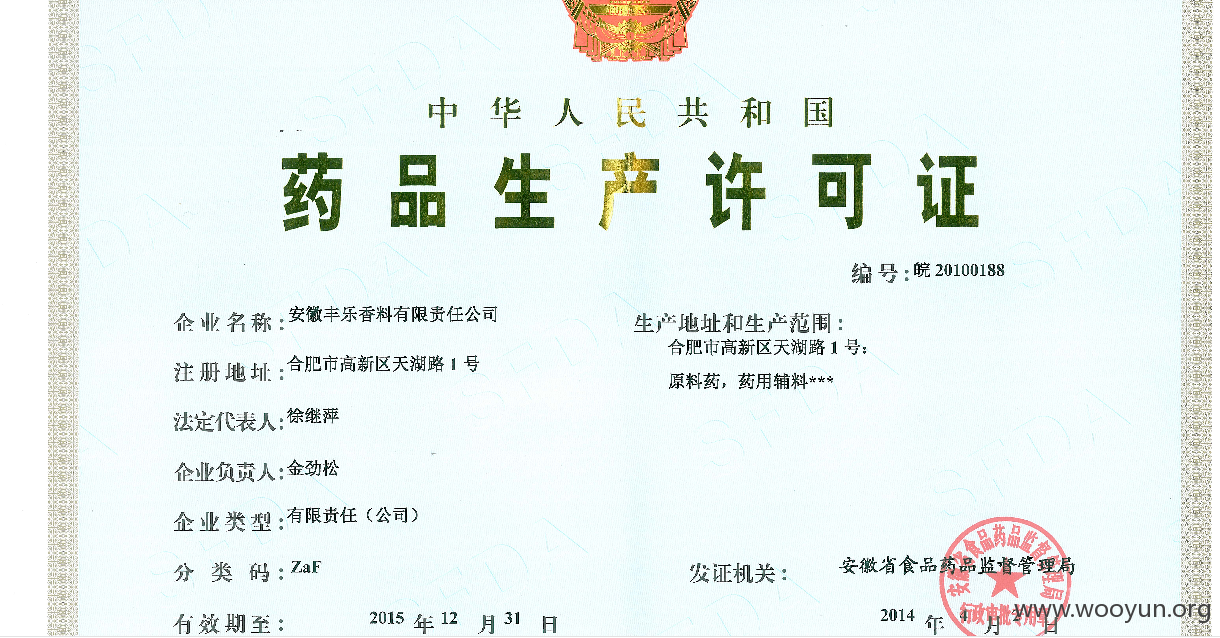 中华人民共和国
药品生产许可证
编号:皖 20100188
企业名称:安徽丰乐香料有限责任公司
注册地址:合肥市高新区天湖路 1 号
法定代表人:徐继萍
企业负责人:金劲松
企业类型:有限责任（公司）
分类码:ZaF
有效期至:2015 年 12 月 31 日
生产地址和生产范围:
合肥市高新区天湖路 1 号:
原料药，药用辅料***
发证机关:安徽省食品药品监督管理局
2014 年 4 月 日
安徽省食品药品监督管理局
行政审批专用章
www.wooyun.org